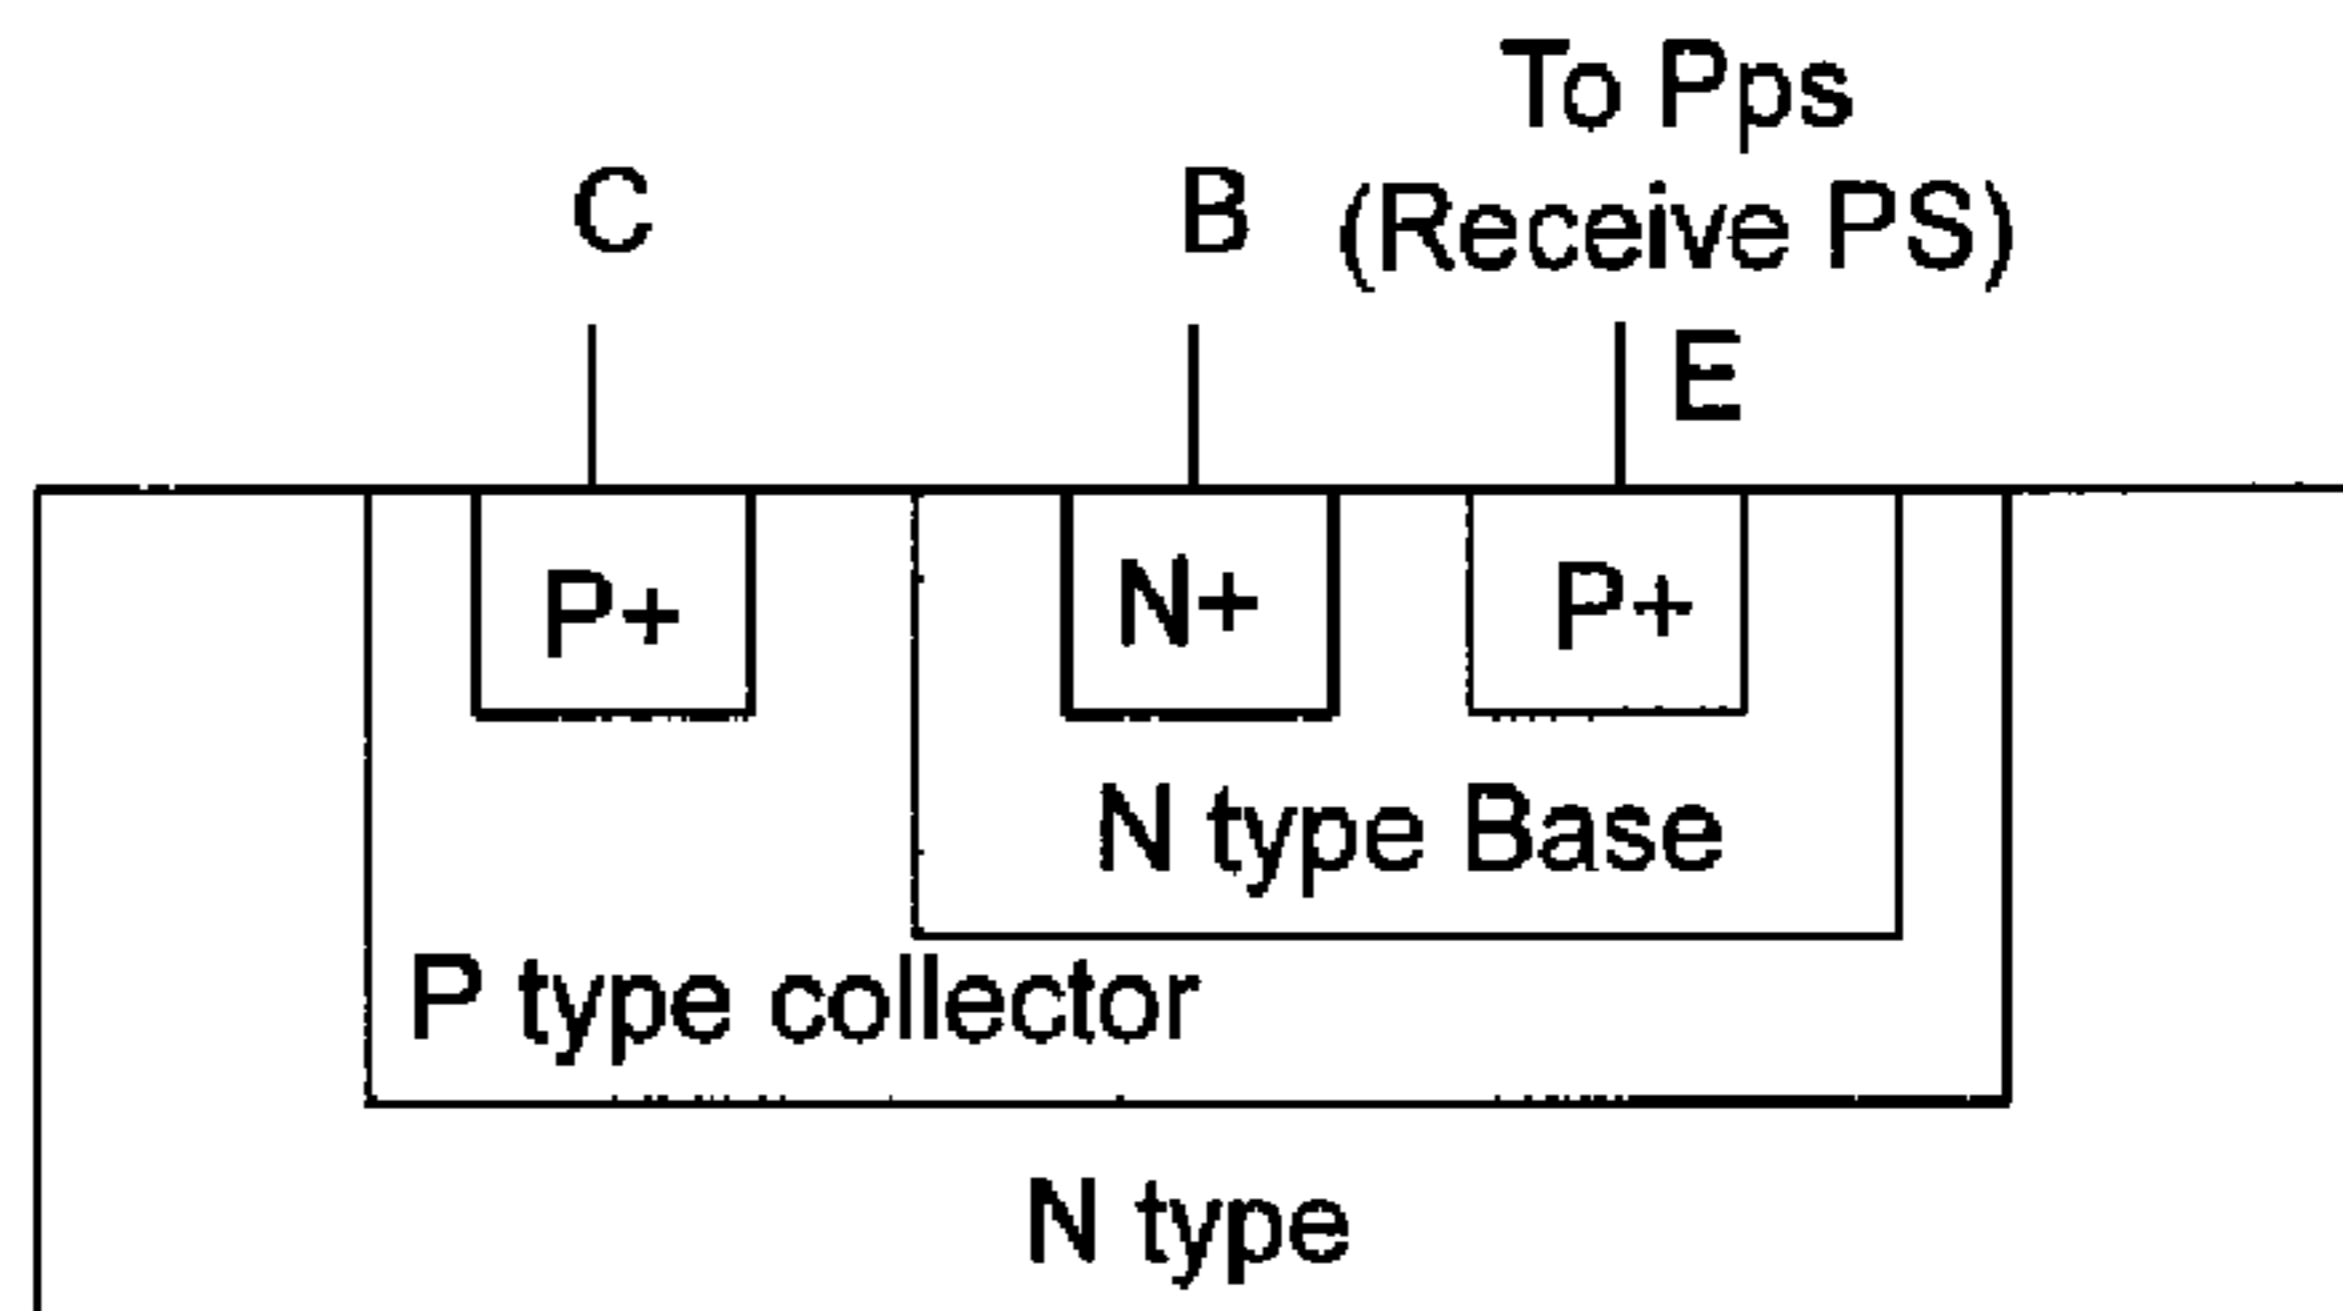 To Pps
C
B
(Receive PS)
E
P+
N+
P+
N type Base
P type collector
N type